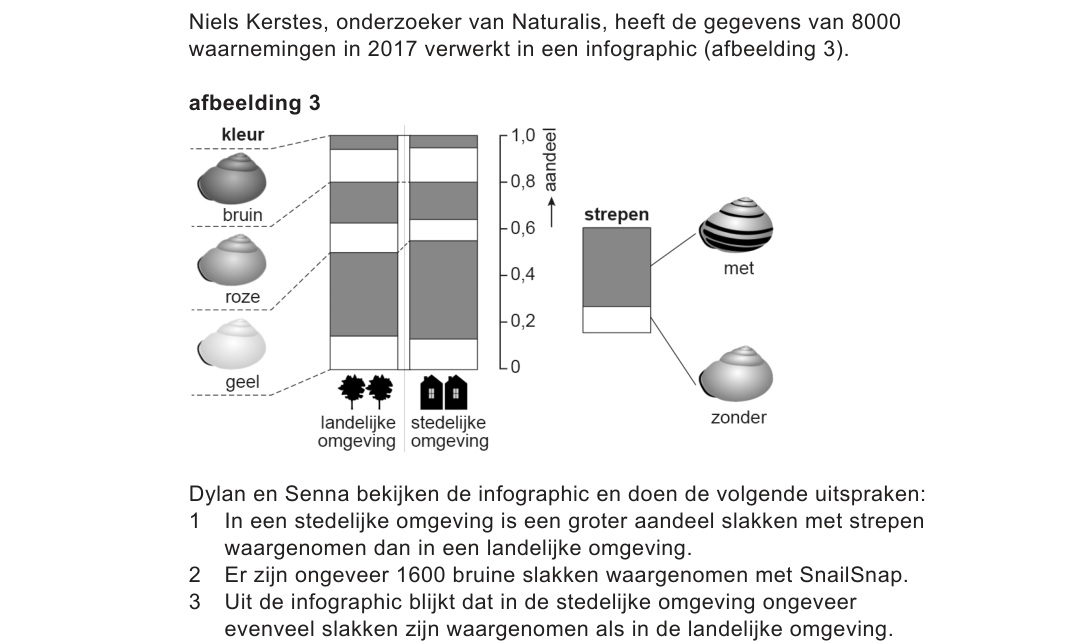 Niels Kerstes, onderzoeker van Naturalis, heeft de gegevens van 8000
waarnemingen in 2017 verwerkt in een infographic (afbeelding 3).
afbeelding 3
kleur
bruin
roze
geel
1,0
0,8
0,6
0,4
0,2
0
aandeel
landelijke
omgeving
stedelijke
omgeving
strepen
met
zonder
Dylan en Senna bekijken de infographic en doen de volgende uitspraken:
1 In een stedelijke omgeving is een groter aandeel slakken met strepen
waargenomen dan in een landelijke omgeving.
2 Er zijn ongeveer 1600 bruine slakken waargenomen met SnailSnap.
3 Uit de infographic blijkt dat in de stedelijke omgeving ongeveer
evenveel slakken zijn waargenomen als in de landelijke omgeving.